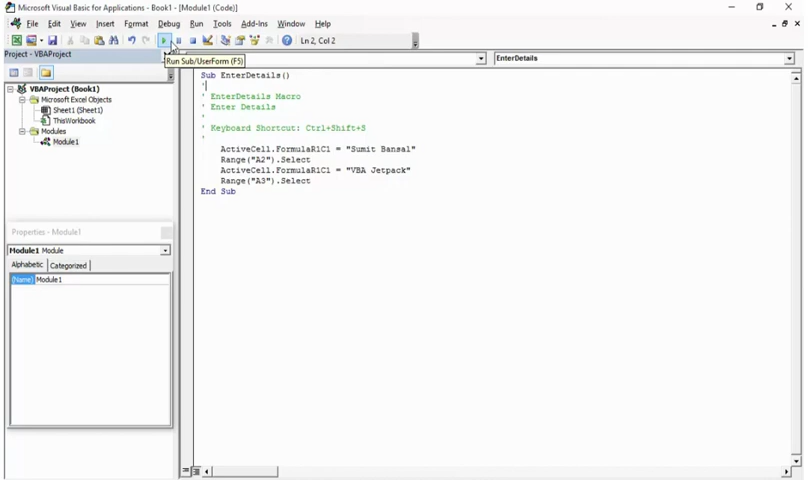 Microsoft Visual Basic for Applications - Book1 - [Module1 (Code)]
File Edit View Insert Format Debug Run Tools Add-Ins Window Help
Ln 2, Col 2
Project - VBAProject
Run Sub/UserForm (F5)
EnterDetails
VBAProject (Book1)
Microsoft Excel Objects
Sheet1 (Sheet1)
ThisWorkbook
Modules
Module1
Sub EnterDetails()
'
' EnterDetails Macro
' Enter Details
'
' Keyboard Shortcut: Ctrl+Shift+S
'
ActiveCell.FormulaR1C1 = "Sumit Bansal"
Range("A2").Select
ActiveCell.FormulaR1C1 = "VBA Jetpack"
Range("A3").Select
End Sub
Properties - Module1
Module1 Module
Alphabetic Categorized
(Name) Module1